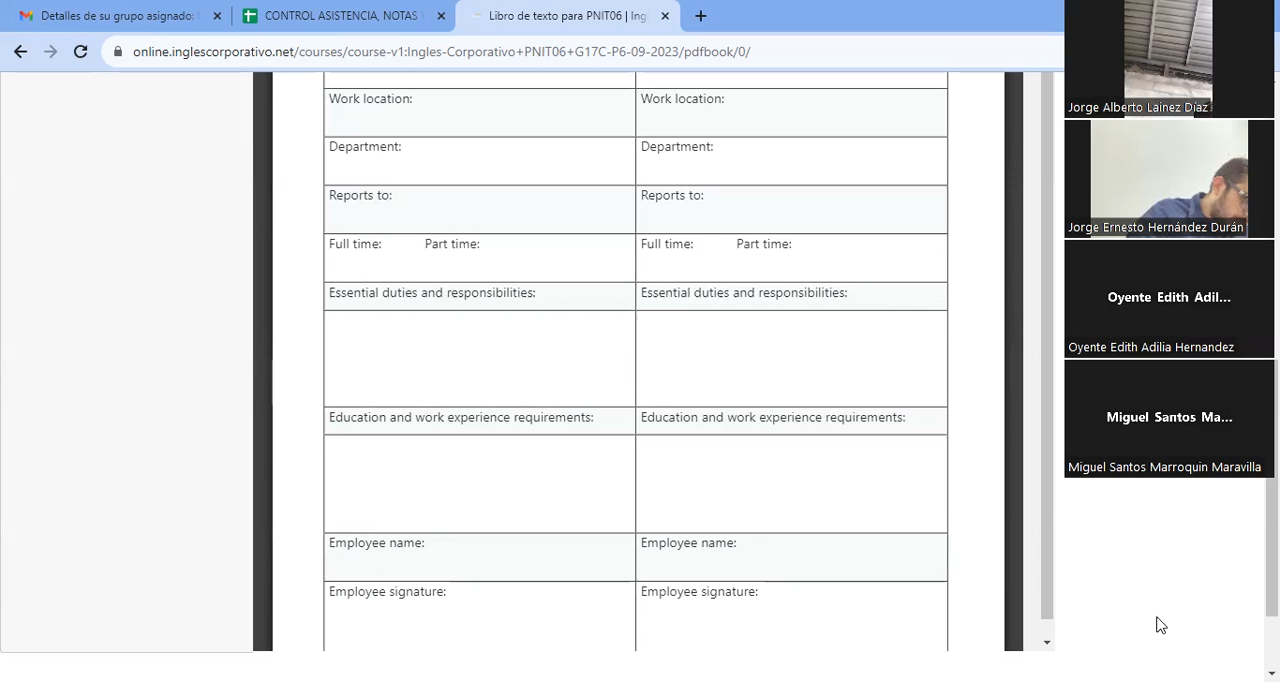 Detalles de su grupo asignado:
CONTROL ASISTENCIA, NOTAS Y
Libro de texto para PNIT06 | Ing
online.inglescorporativo.net/courses/course-v1:Ingles-Corporativo+PNIT06+G17C-P6-09-2023/pdfbook/0/
Work location: Work location:
Department: Department:
Reports to: Reports to:
Full time: Part time: Full time: Part time:
Essential duties and responsibilities: Essential duties and responsibilities:
Education and work experience requirements: Education and work experience requirements:
Employee name: Employee name:
Employee signature: Employee signature:
Jorge Alberto Lainez Díaz
Jorge Ernesto Hernández Durán
Oyente Edith Adil...
Oyente Edith Adilia Hernandez
Miguel Santos Ma...
Miguel Santos Marroquin Maravilla